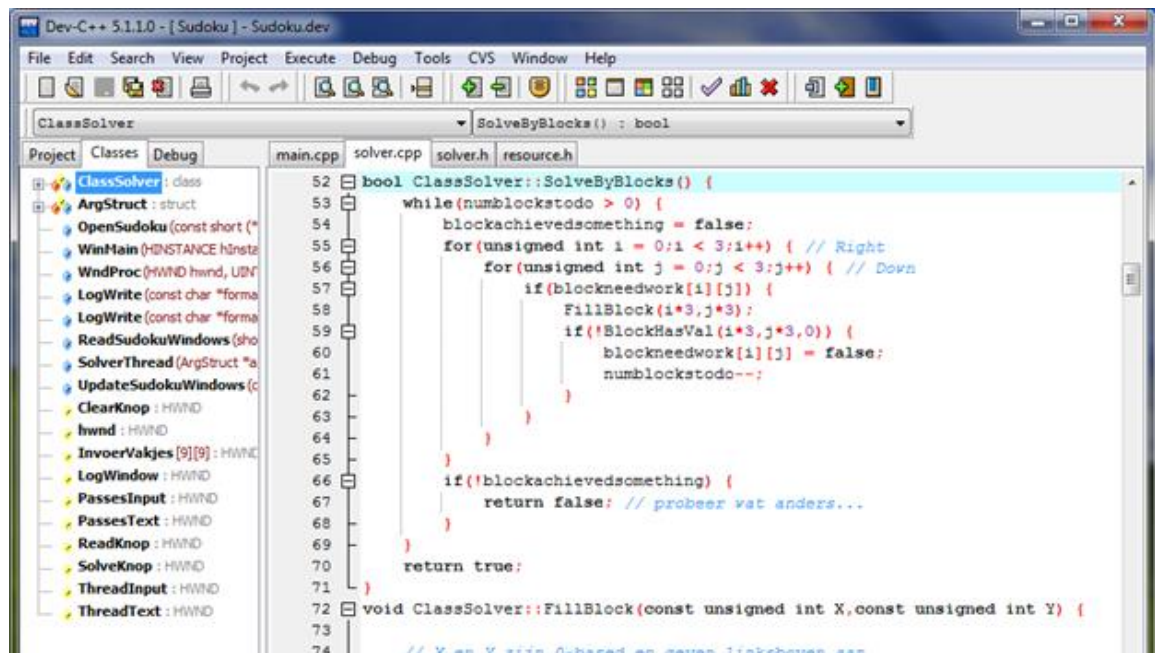 Dev-C++ 5.1.1.0 - [ Sudoku ] - Sudoku.dev
File Edit Search View Project Execute Debug Tools CVS Window Help
ClassSolver SolveByBlocks() : bool
Project Classes Debug
main.cpp solver.cpp solver.h resource.h
ClassSolver : class
ArgStruct : struct
OpenSudoku (const short (*
WinMain (HINSTANCE hInsta
WndProc (HWND hwnd, UIN
LogWrite (const char *forma
LogWrite (const char *forma
ReadSudokuWindows (sho
SolverThread (ArgStruct *a
UpdateSudokuWindows (c
ClearKnop : HWND
hwnd : HWND
InvoerVakjes [9][9] : HWND
LogWindow : HWND
PassesInput : HWND
PassesText : HWND
ReadKnop : HWND
SolveKnop : HWND
ThreadInput : HWND
ThreadText : HWND
52 bool ClassSolver::SolveByBlocks() {
53 while(numblockstodo > 0) {
54 blockachievedsomething = false;
55 for(unsigned int i = 0;i < 3;i++) { // Right
56 for(unsigned int j = 0;j < 3;j++) { // Down
57 if(blockneedwork[i][j]) {
58 FillBlock(i*3,j*3);
59 if(!BlockHasVal(i*3,j*3,0)) {
60 blockneedwork[i][j] = false;
61 numblockstodo--;
62 }
63 }
64 }
65 }
66 if(!blockachievedsomething) {
67 return false; // probeer wat anders...
68 }
69 }
70 return true;
71 }
72 void ClassSolver::FillBlock(const unsigned int X,const unsigned int Y) {
73
74 // X en Y zijn 0-based en geven linksboven aan